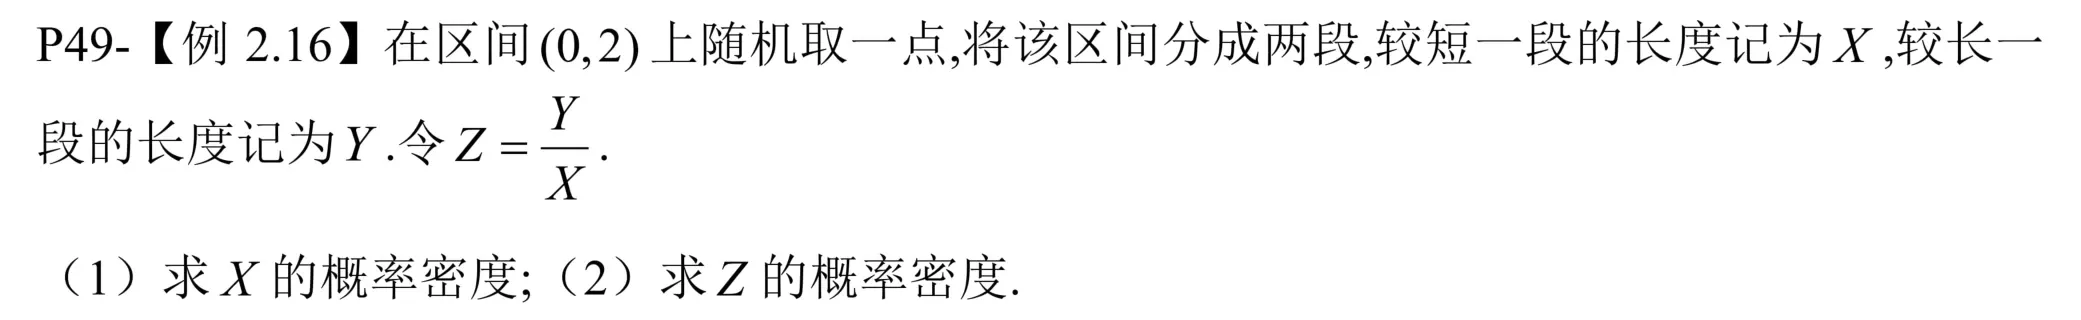 P49-【例 2.16】在区间(0,2)上随机取一点,将该区间分成两段,较短一段的长度记为 X ,较长一
段的长度记为 Y .令 Z = Y/X .
（1）求 X 的概率密度;（2）求 Z 的概率密度.